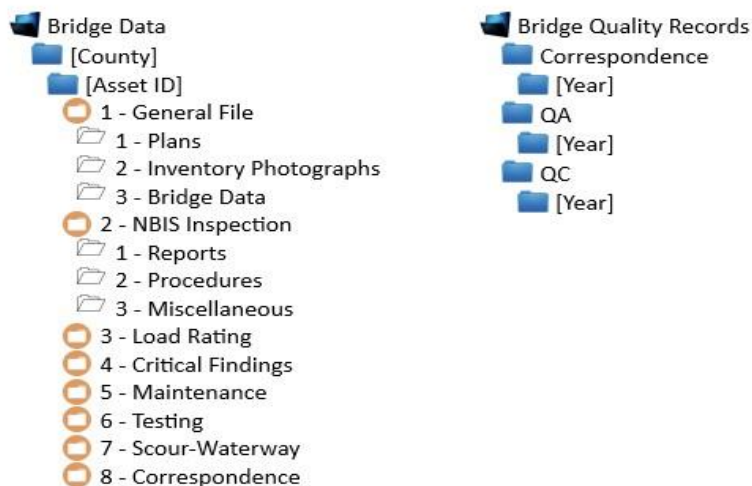 Bridge Data
[County]
[Asset ID]
1 - General File
1 - Plans
2 - Inventory Photographs
3 - Bridge Data
2 - NBIS Inspection
1 - Reports
2 - Procedures
3 - Miscellaneous
3 - Load Rating
4 - Critical Findings
5 - Maintenance
6 - Testing
7 - Scour-Waterway
8 - Correspondence
Bridge Quality Records
Correspondence
[Year]
QA
[Year]
QC
[Year]